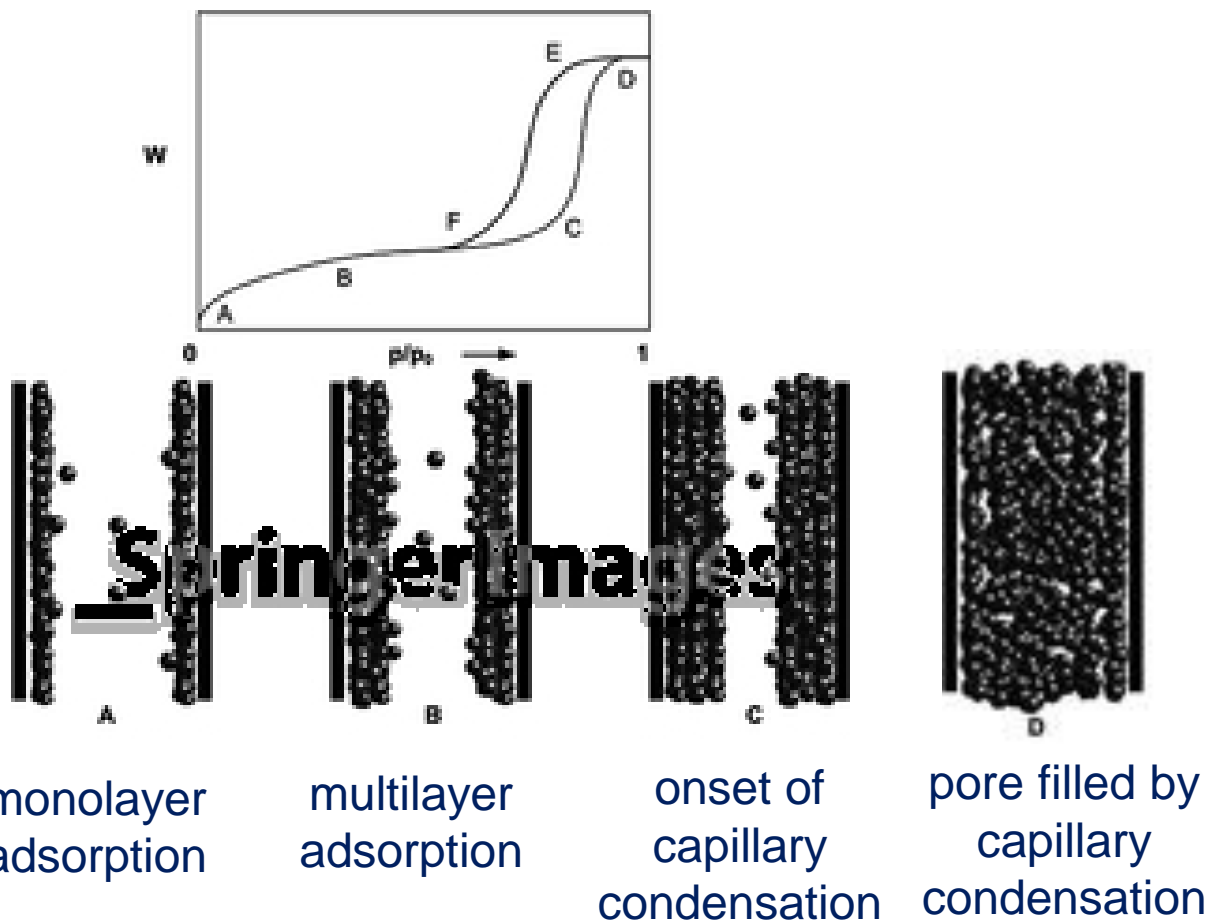 E
D
W
F
C
B
A
0
p/p₀
1
SpringerImages
A
B
C
D
monolayer
adsorption
multilayer
adsorption
onset of
capillary
condensation
pore filled by
capillary
condensation